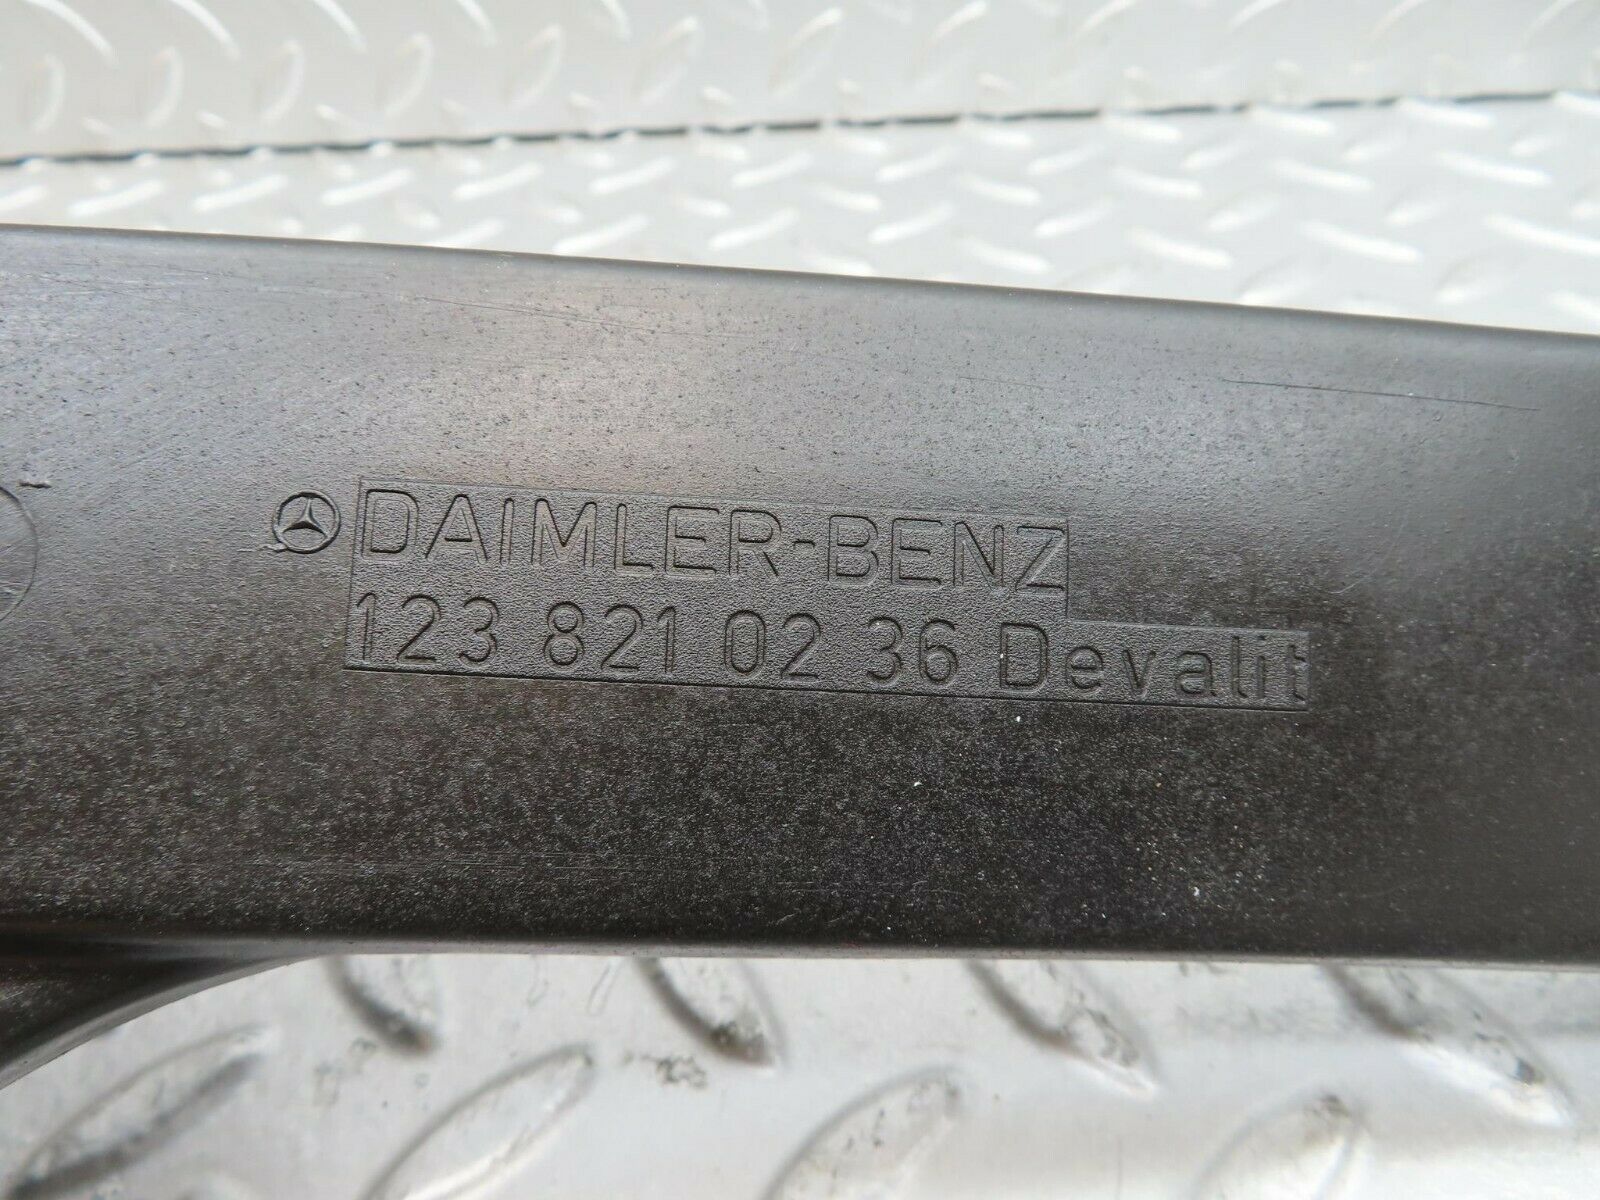 DAIMLER-BENZ
123 821 02 36 Devalit